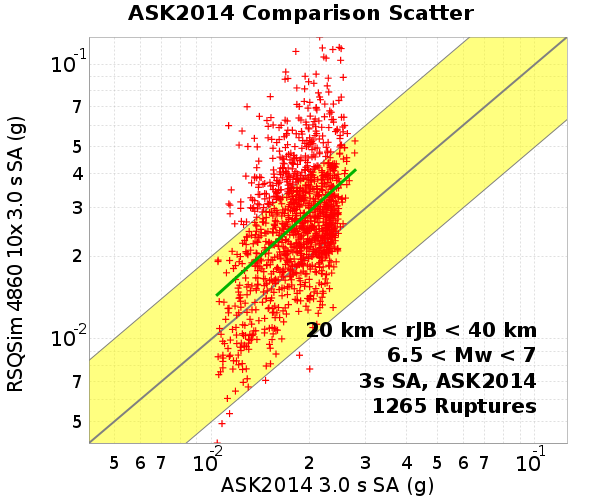 ASK2014 Comparison Scatter
RSQSim 4860 10x 3.0 s SA (g)
10-1
7
5
4
3
2
10-2
7
5
20 km < rJB < 40 km
6.5 < Mw < 7
3s SA, ASK2014
1265 Ruptures
5 6 7 10-2 2 3 4 5 6 7 10-1
ASK2014 3.0 s SA (g)